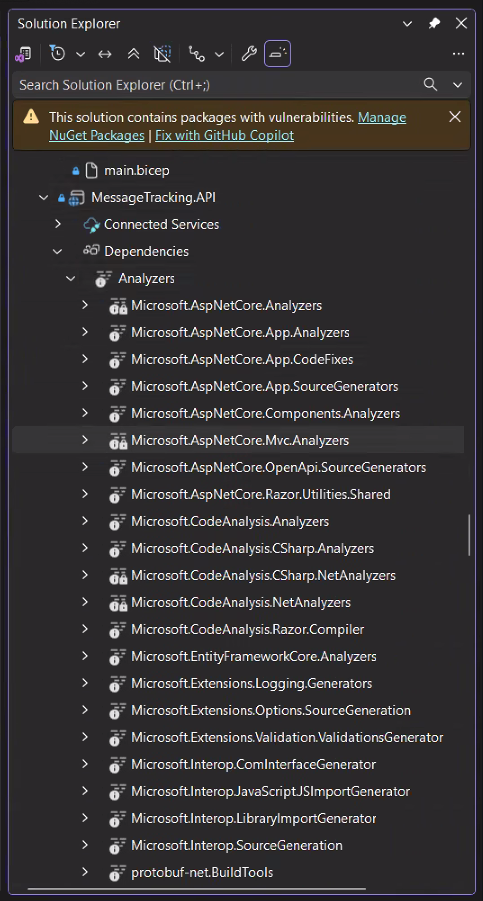 Solution Explorer
Search Solution Explorer (Ctrl+;)
This solution contains packages with vulnerabilities. Manage
NuGet Packages | Fix with GitHub Copilot
main.bicep
MessageTracking.API
Connected Services
Dependencies
Analyzers
Microsoft.AspNetCore.Analyzers
Microsoft.AspNetCore.App.Analyzers
Microsoft.AspNetCore.App.CodeFixes
Microsoft.AspNetCore.App.SourceGenerators
Microsoft.AspNetCore.Components.Analyzers
Microsoft.AspNetCore.Mvc.Analyzers
Microsoft.AspNetCore.OpenApi.SourceGenerators
Microsoft.AspNetCore.Razor.Utilities.Shared
Microsoft.CodeAnalysis.Analyzers
Microsoft.CodeAnalysis.CSharp.Analyzers
Microsoft.CodeAnalysis.CSharp.NetAnalyzers
Microsoft.CodeAnalysis.NetAnalyzers
Microsoft.CodeAnalysis.Razor.Compiler
Microsoft.EntityFrameworkCore.Analyzers
Microsoft.Extensions.Logging.Generators
Microsoft.Extensions.Options.SourceGeneration
Microsoft.Extensions.Validation.ValidationsGenerator
Microsoft.Interop.ComInterfaceGenerator
Microsoft.Interop.JavaScript.JSImportGenerator
Microsoft.Interop.LibraryImportGenerator
Microsoft.Interop.SourceGeneration
protobuf-net.BuildTools